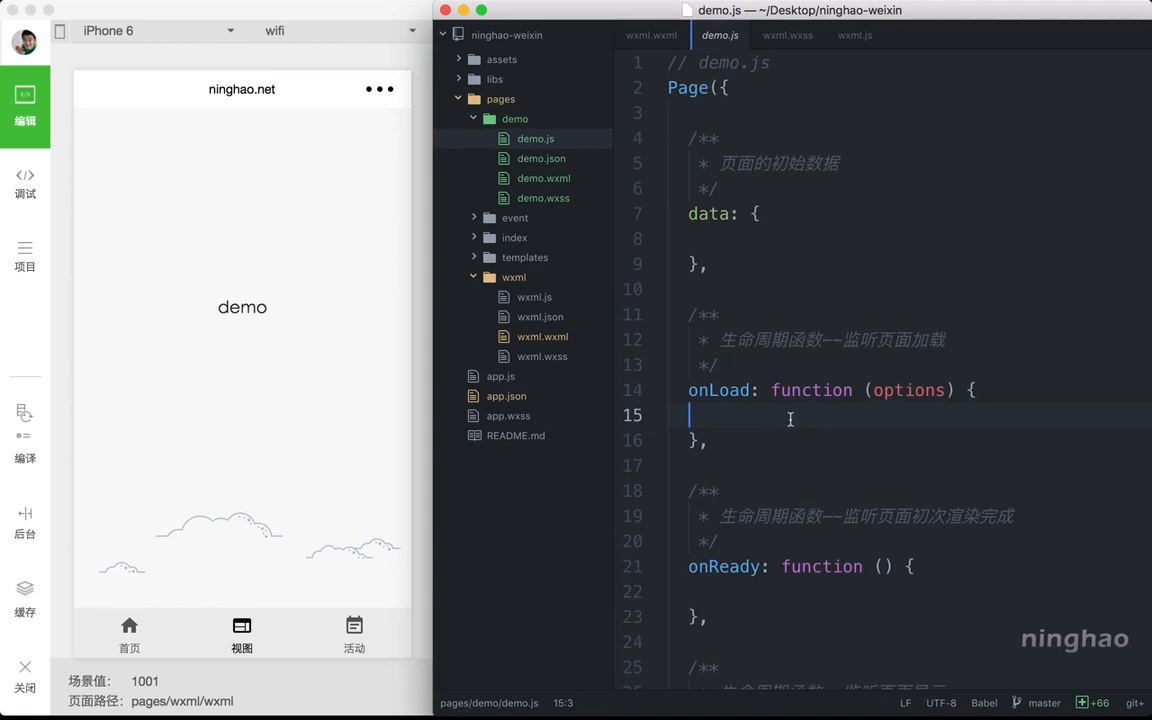 iPhone 6
wifi
编辑
调试
项目
编译
后台
缓存
关闭
ninghao.net
demo
首页
视图
活动
场景值: 1001
页面路径: pages/wxml/wxml
demo.js — ~/Desktop/ninghao-weixin
ninghao-weixin
assets
libs
pages
demo
demo.js
demo.json
demo.wxml
demo.wxss
event
index
templates
wxml
wxml.js
wxml.json
wxml.wxml
wxml.wxss
app.js
app.json
app.wxss
README.md
wxml.wxml
demo.js
wxml.wxss
wxml.js
1 // demo.js
2 Page({
3
4 /**
5 * 页面的初始数据
6 */
7 data: {
8
9 },
10
11 /**
12 * 生命周期函数--监听页面加载
13 */
14 onLoad: function (options) {
15
16 },
17
18 /**
19 * 生命周期函数--监听页面初次渲染完成
20 */
21 onReady: function () {
22
23 },
24
25 /**
ninghao
pages/demo/demo.js 15:3
LF UTF-8 Babel master +66 git+